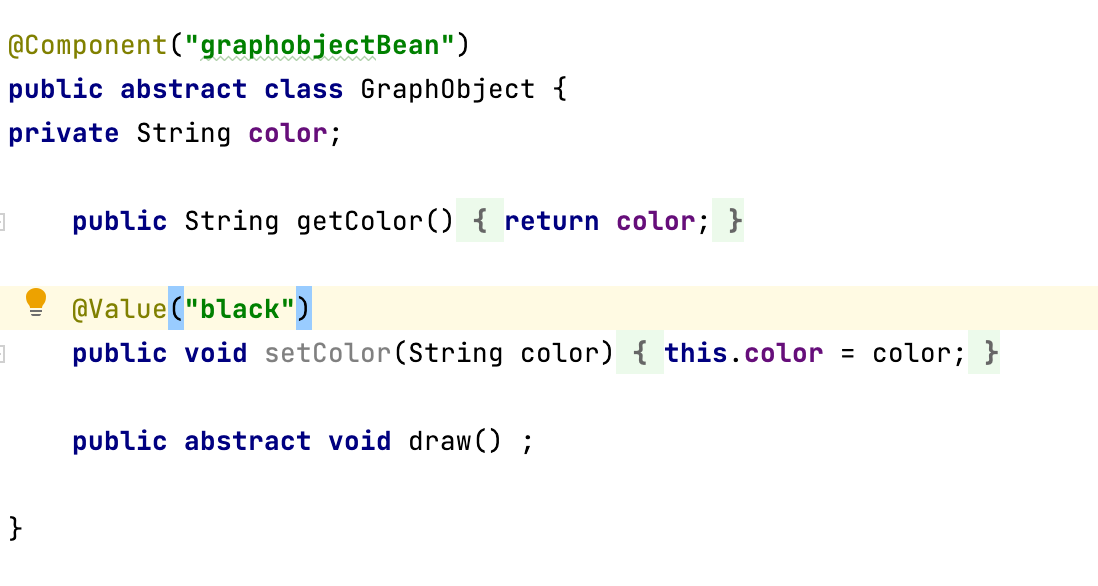 @Component("graphobjectBean")
public abstract class GraphObject {
private String color;
public String getColor() { return color; }
@Value("black")
public void setColor(String color) { this.color = color; }
public abstract void draw() ;
}